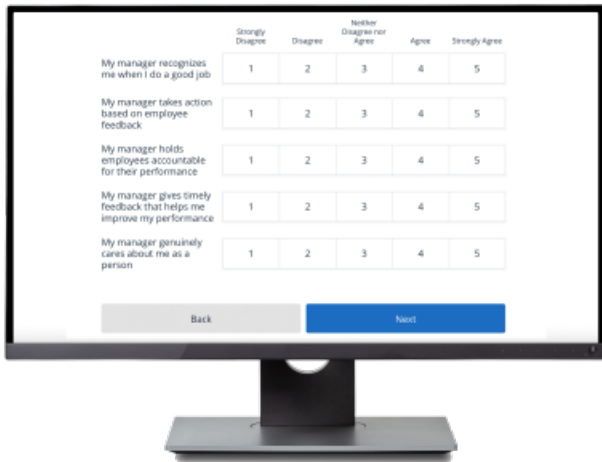 Strongly
Disagree
Disagree
Neither
Disagree nor
Agree
Agree
Strongly Agree
My manager recognizes
me when I do a good job
1 2 3 4 5
My manager takes action
based on employee
feedback
1 2 3 4 5
My manager holds
employees accountable
for their performance
1 2 3 4 5
My manager gives timely
feedback that helps me
improve my performance
1 2 3 4 5
My manager genuinely
cares about me as a
person
1 2 3 4 5
Back
Next